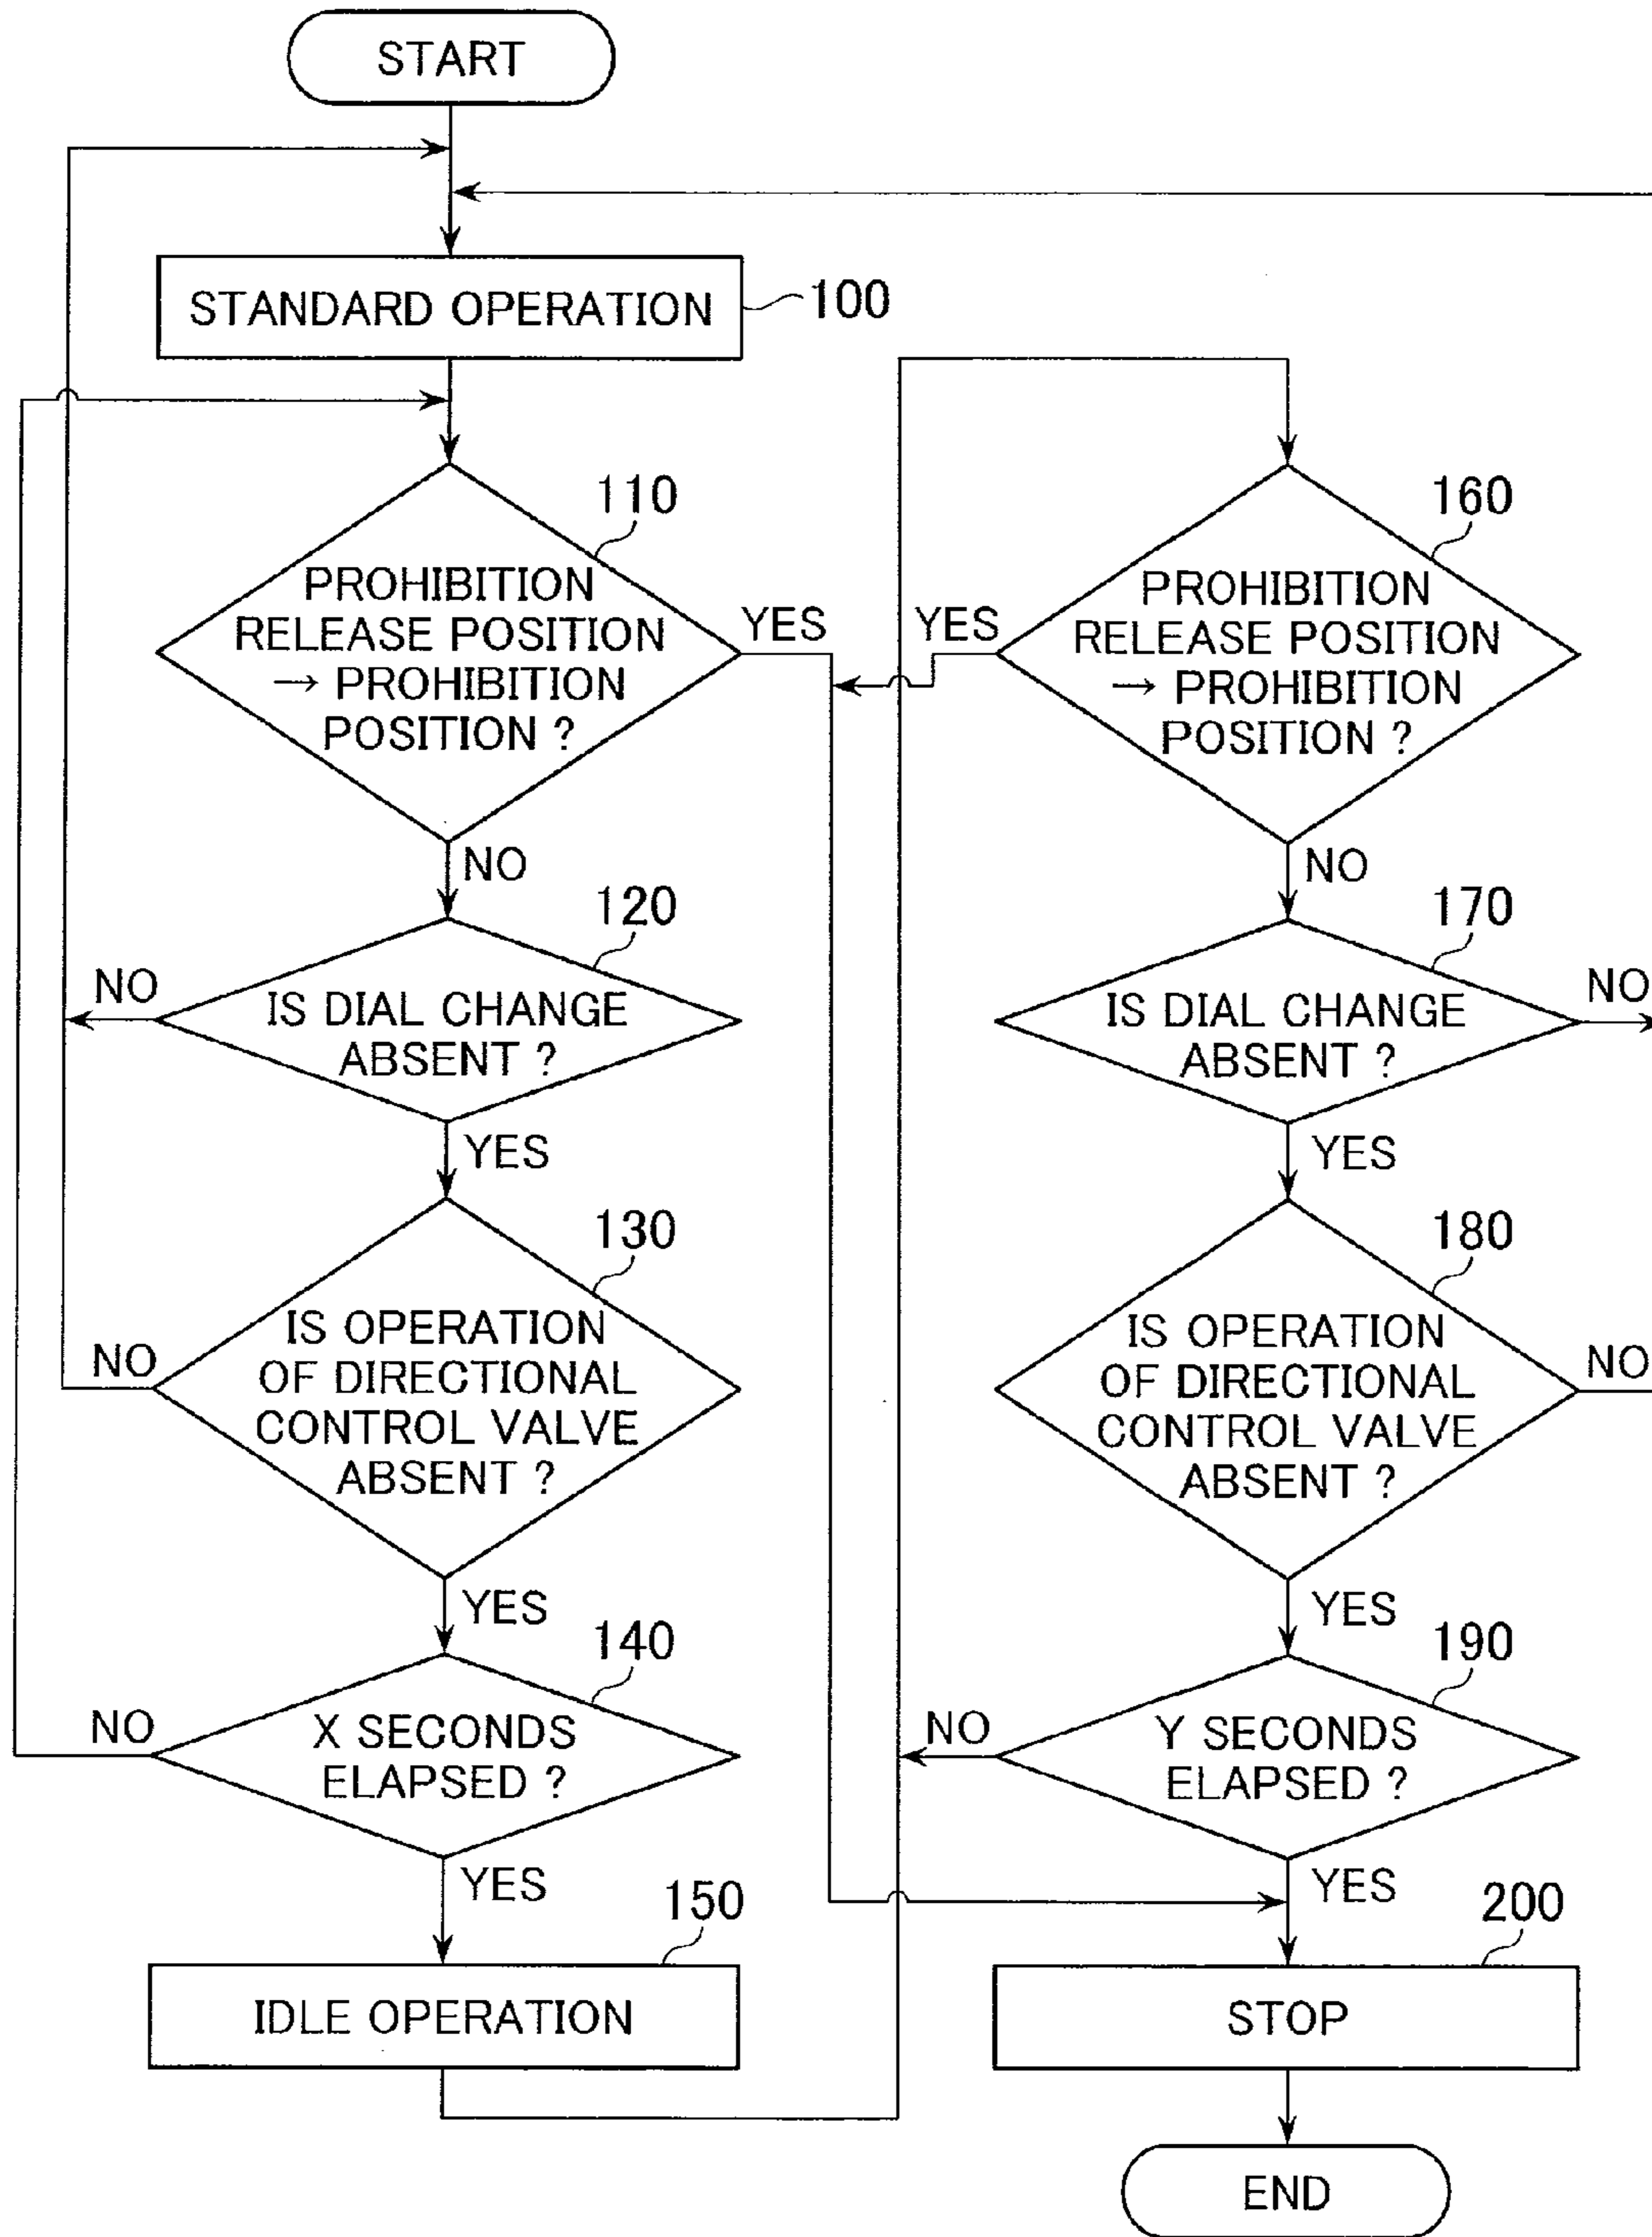 START
STANDARD OPERATION
100
110
PROHIBITION
RELEASE POSITION
→ PROHIBITION
POSITION ?
YES
NO
120
IS DIAL CHANGE
ABSENT ?
NO
YES
130
IS OPERATION
OF DIRECTIONAL
CONTROL VALVE
ABSENT ?
NO
YES
140
X SECONDS
ELAPSED ?
NO
YES
150
IDLE OPERATION
160
PROHIBITION
RELEASE POSITION
→ PROHIBITION
POSITION ?
YES
NO
170
IS DIAL CHANGE
ABSENT ?
NO
YES
180
IS OPERATION
OF DIRECTIONAL
CONTROL VALVE
ABSENT ?
NO
YES
190
Y SECONDS
ELAPSED ?
NO
YES
200
STOP
END